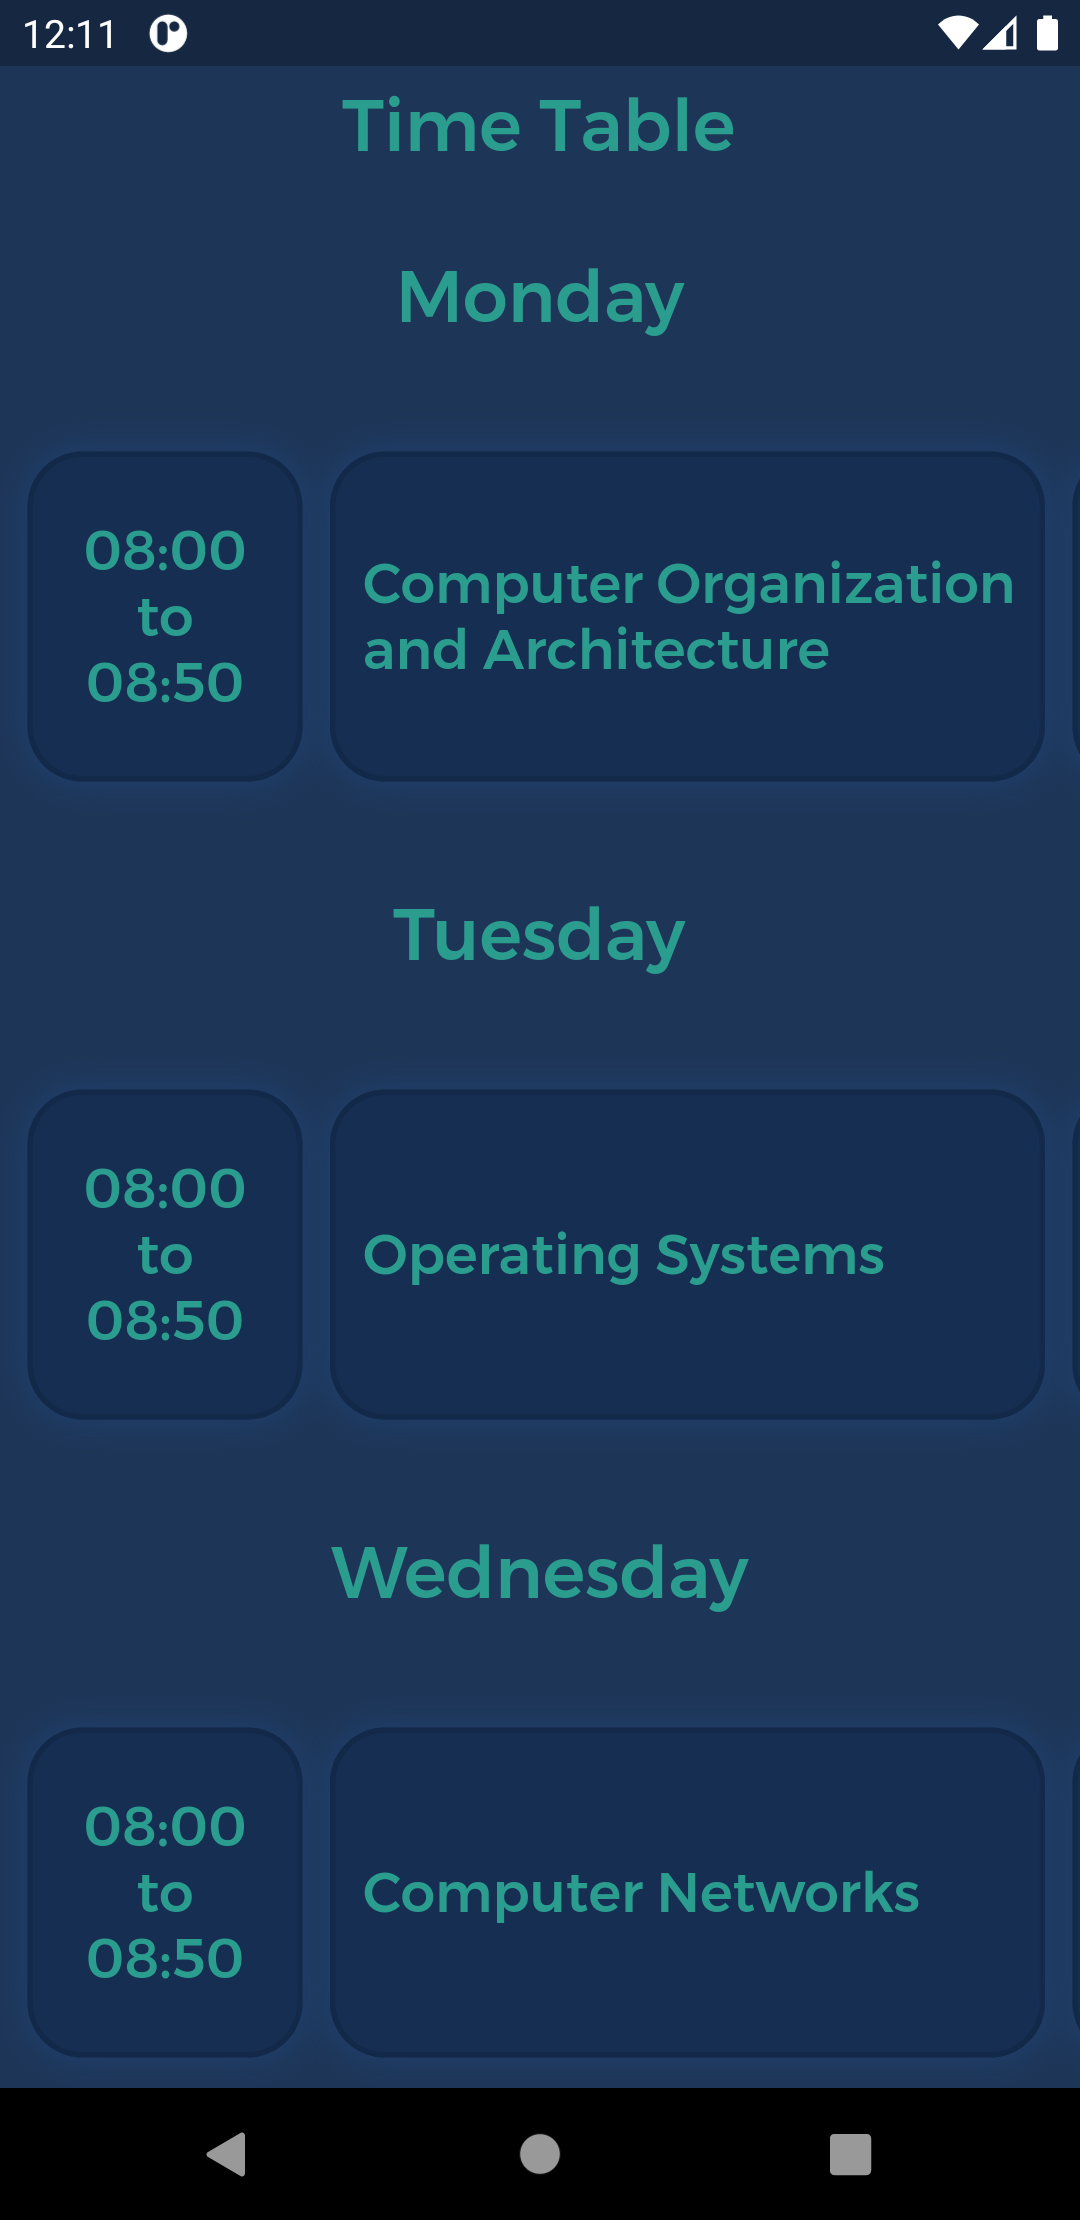 12:11
Time Table
Monday
08:00
to
08:50
Computer Organization
and Architecture
Tuesday
08:00
to
08:50
Operating Systems
Wednesday
08:00
to
08:50
Computer Networks